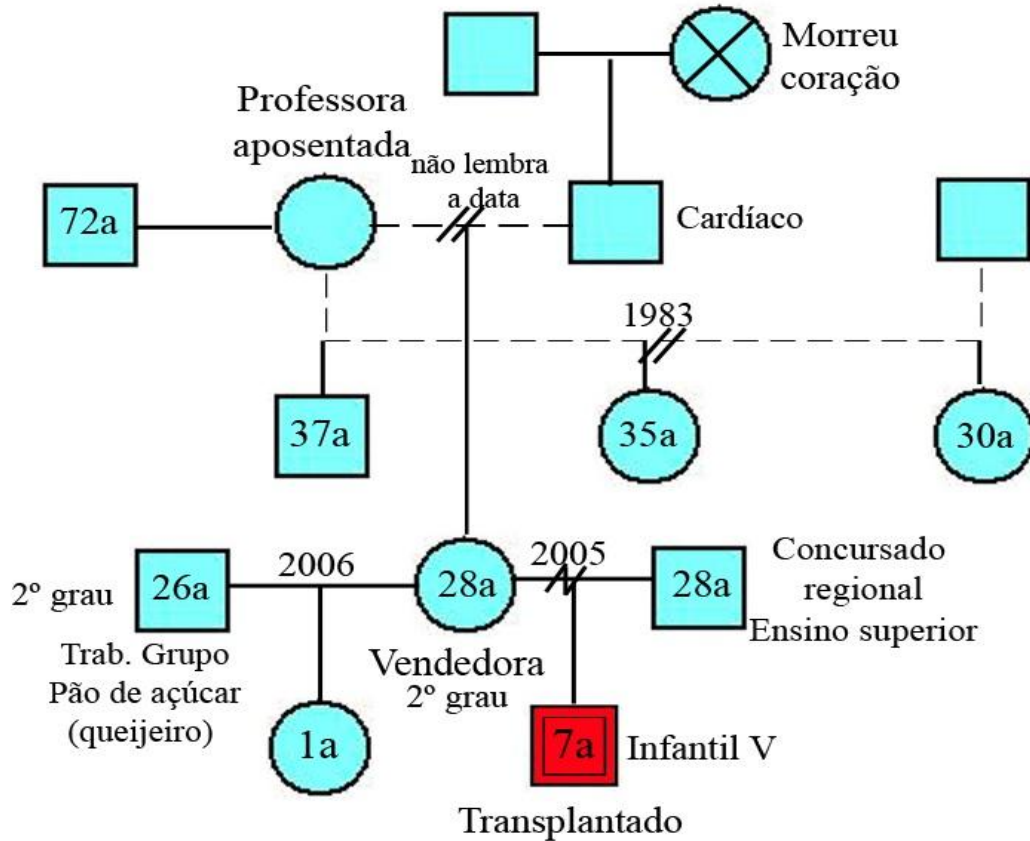 Morreu
coração
Professora
aposentada
não lembra
a data
72a
Cardíaco
1983
37a
35a
30a
2006
2005
2º grau
26a
28a
28a
Concursado
regional
Ensino superior
Trab. Grupo
Pão de açúcar
(queijeiro)
Vendedora
2º grau
1a
7a
Infantil V
Transplantado